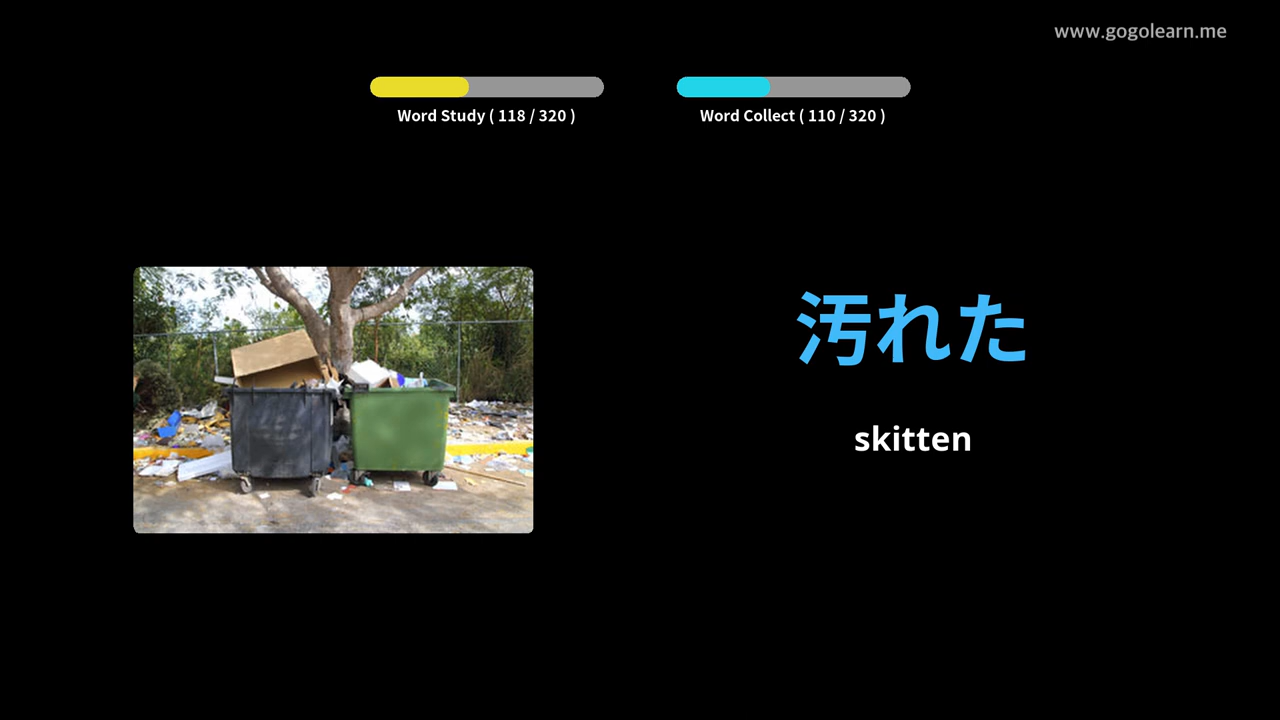 www.gogolearn.me
Word Study ( 118 / 320 )
Word Collect ( 110 / 320 )
汚れた
skitten